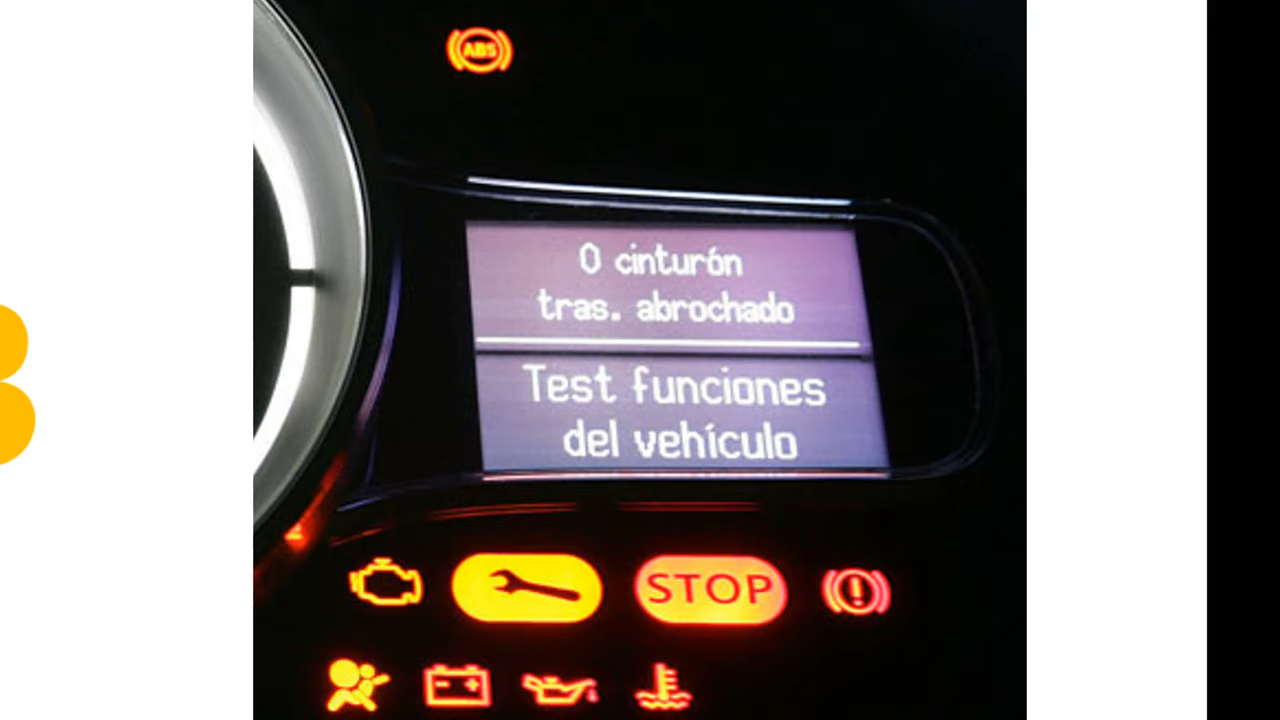 ABS
0 cinturón
tras. abrochado
Test funciones
del vehículo
STOP